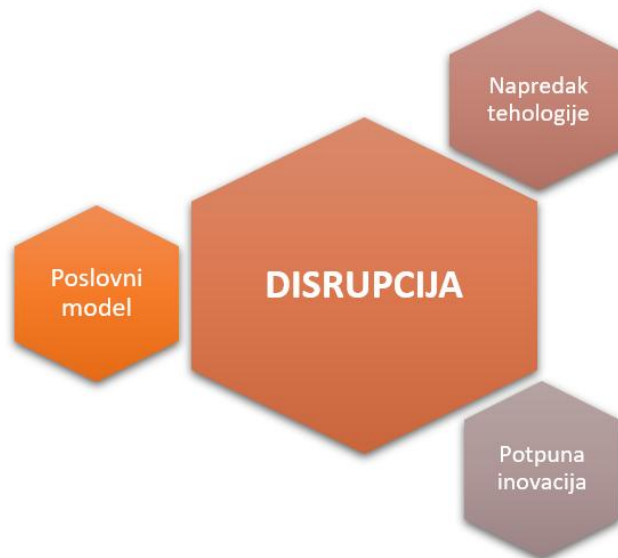 Napredak
tehologije
Poslovni
model
DISRUPCIJA
Potpuna
inovacija